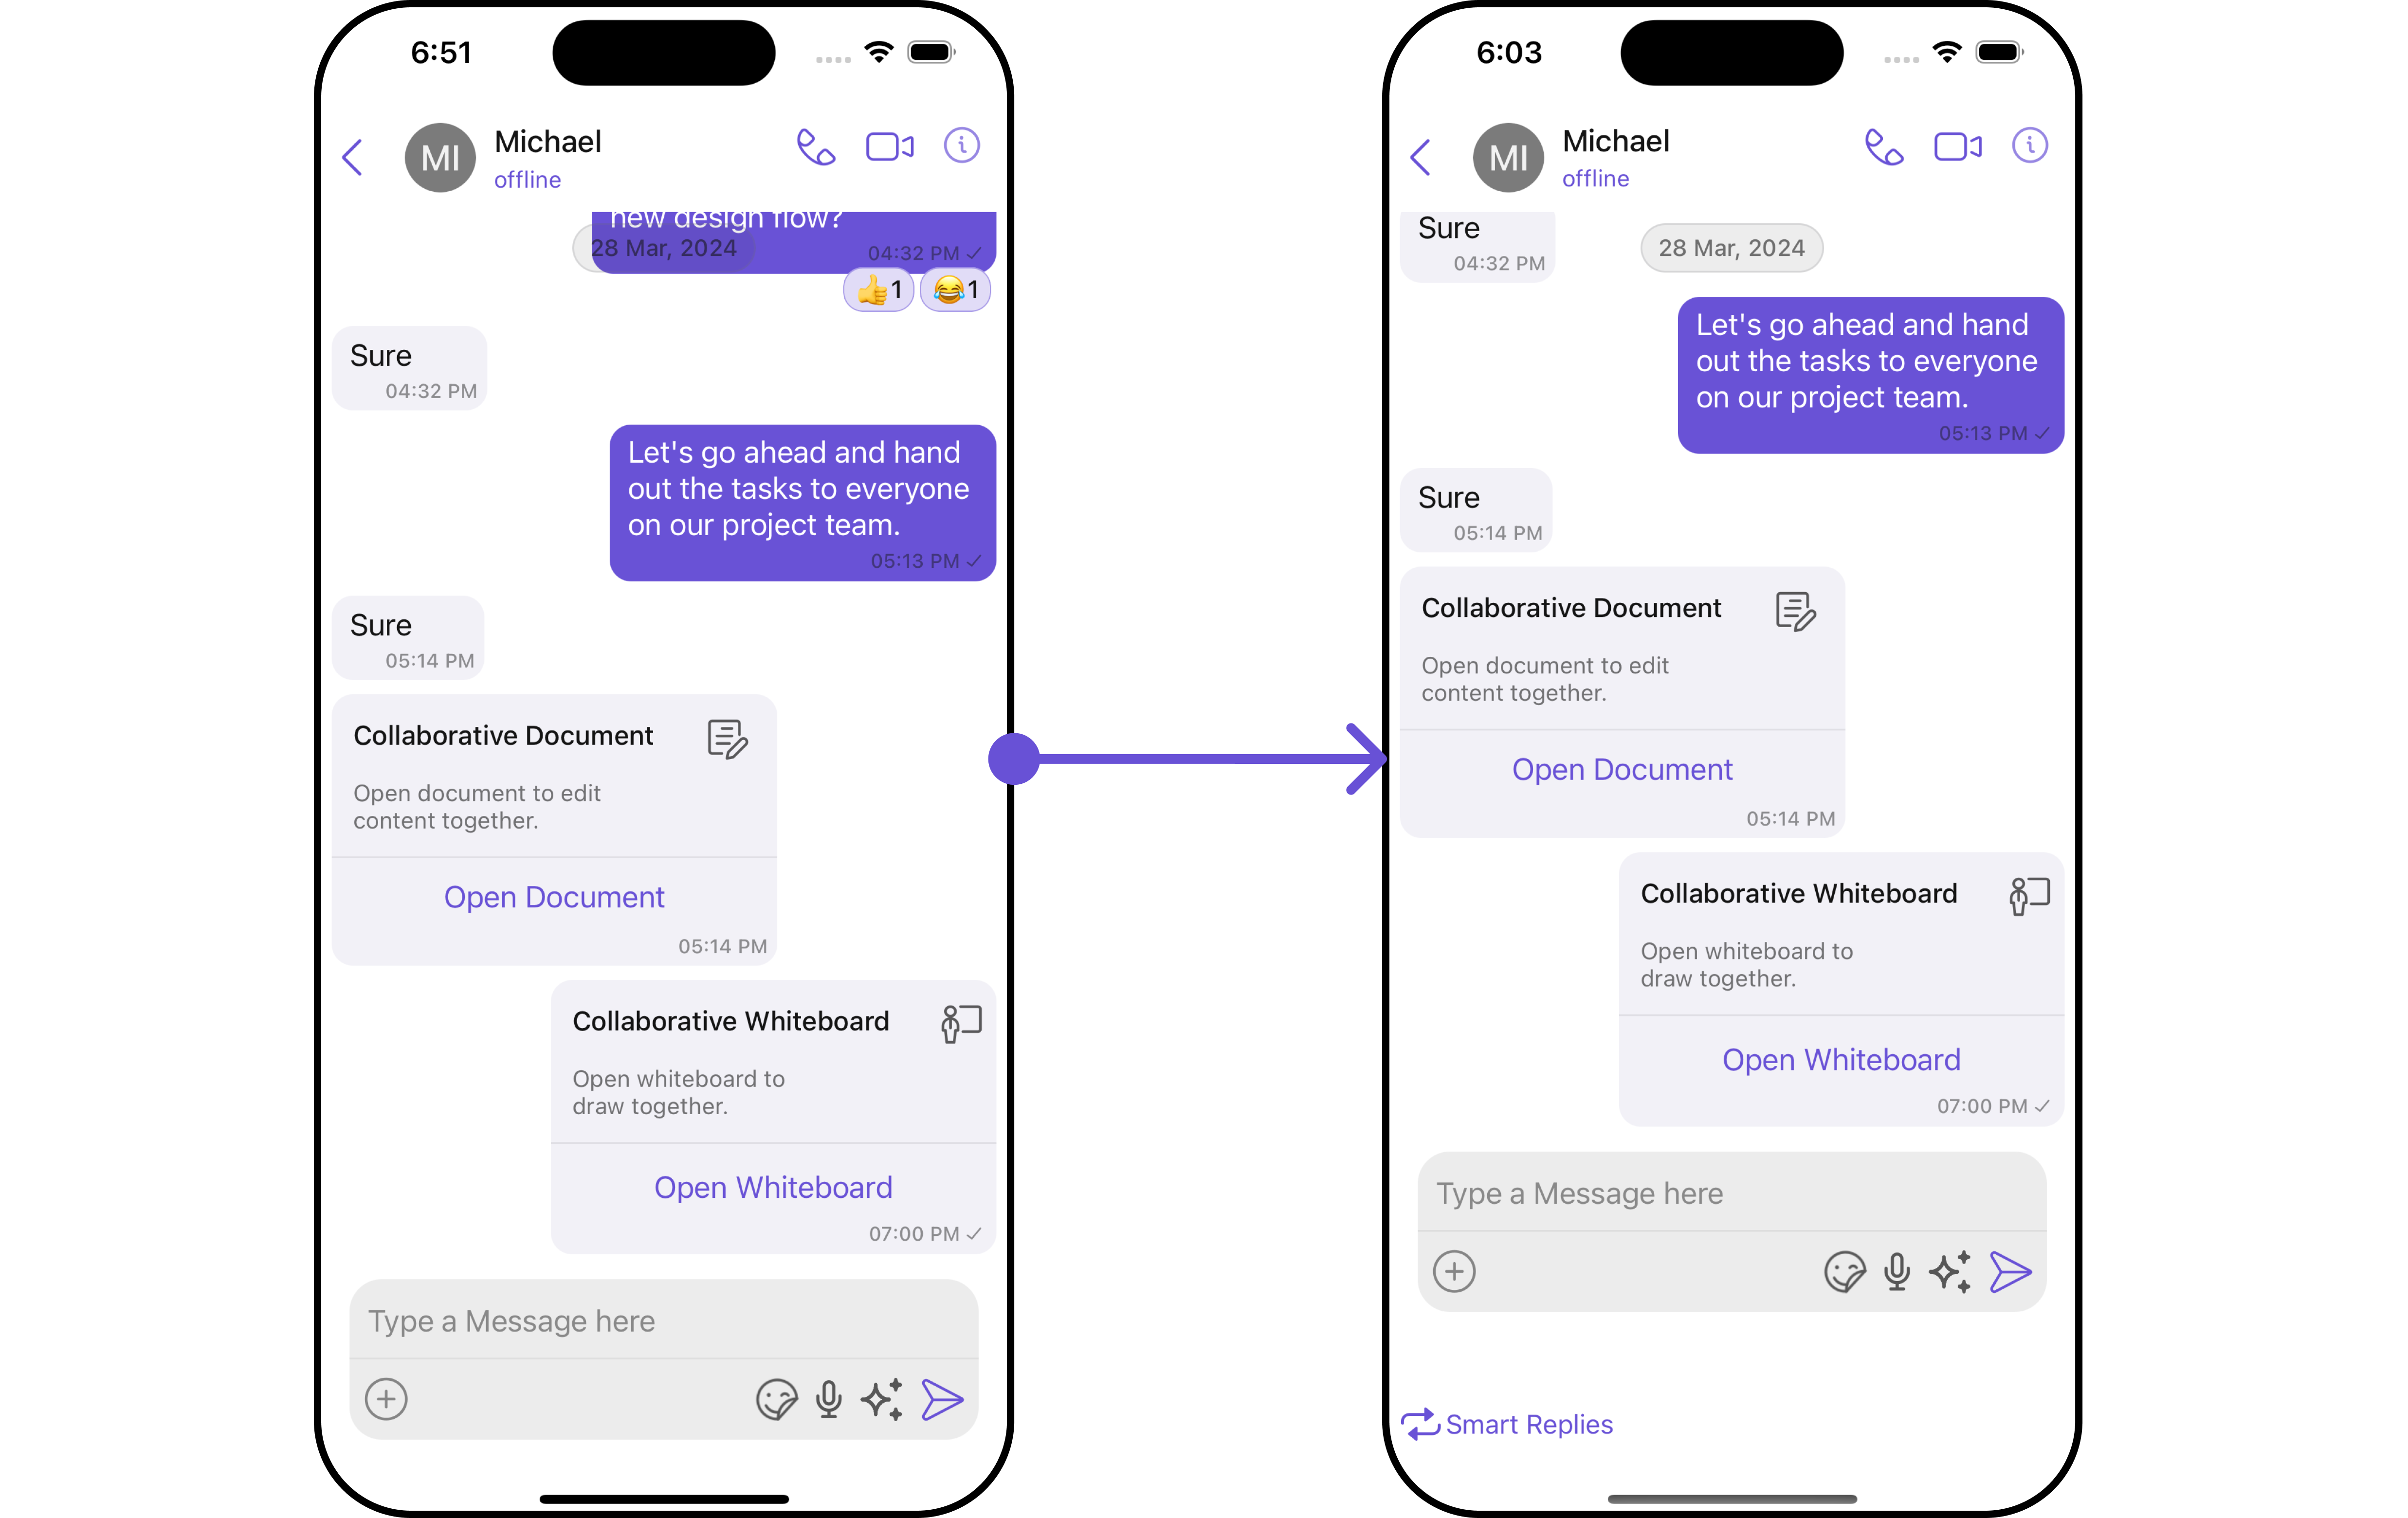 6:51
MI
Michael
offline
new design flow?
28 Mar, 2024
04:32 PM
1
1
Sure
04:32 PM
Let's go ahead and hand
out the tasks to everyone
on our project team.
05:13 PM
Sure
05:14 PM
Collaborative Document
Open document to edit
content together.
Open Document
05:14 PM
Collaborative Whiteboard
Open whiteboard to
draw together.
Open Whiteboard
07:00 PM
Type a Message here
6:03
MI
Michael
offline
Sure
04:32 PM
28 Mar, 2024
Let's go ahead and hand
out the tasks to everyone
on our project team.
05:13 PM
Sure
05:14 PM
Collaborative Document
Open document to edit
content together.
Open Document
05:14 PM
Collaborative Whiteboard
Open whiteboard to
draw together.
Open Whiteboard
07:00 PM
Type a Message here
Smart Replies